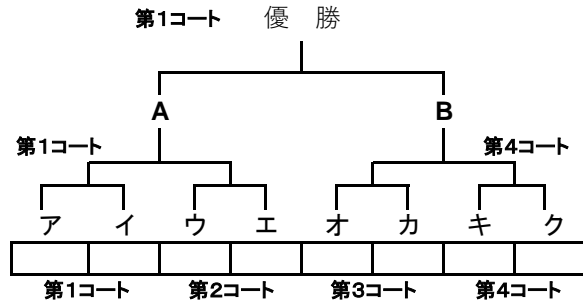 第1コート 優 勝
A B
第1コート 第4コート
ア イ ウ エ オ カ キ ク
第1コート 第2コート 第3コート 第4コート